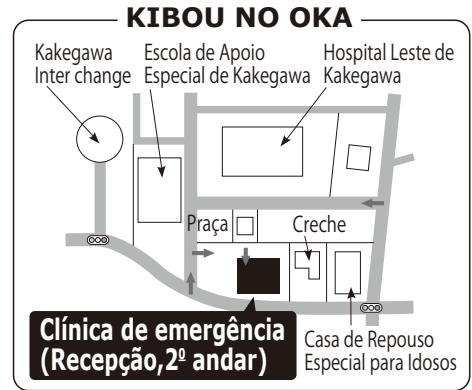 KIBOU NO OKA
Kakegawa
Inter change
Escola de Apoio
Especial de Kakegawa
Hospital Leste de
Kakegawa
Praça
Creche
Clínica de emergência
(Recepção,2º andar)
Casa de Repouso
Especial para Idosos